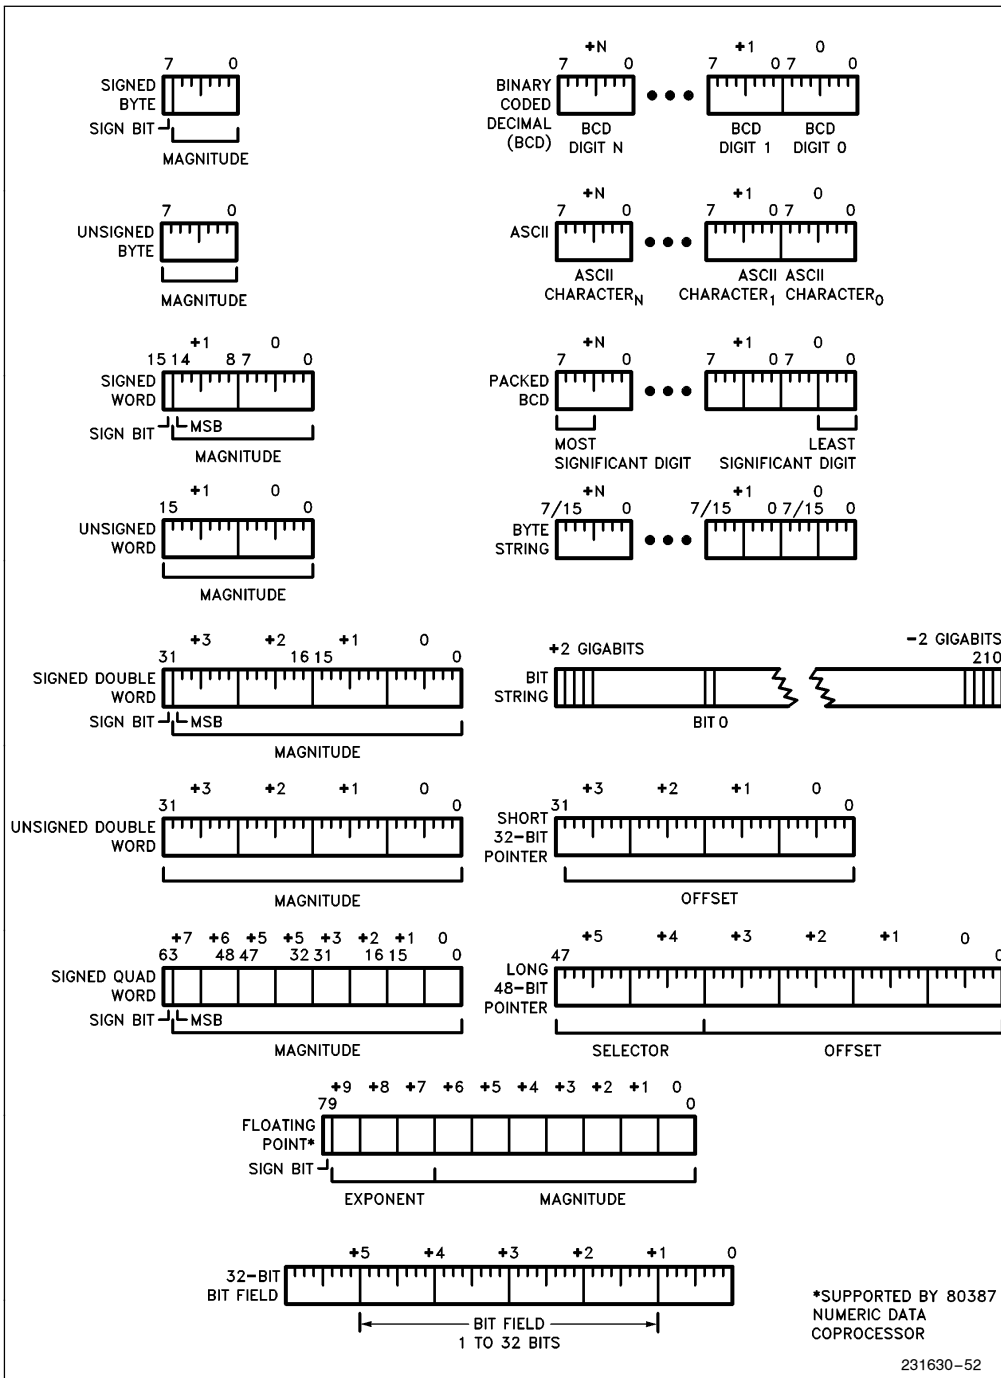 7 0
SIGNED
BYTE
SIGN BIT
MAGNITUDE
7 0
UNSIGNED
BYTE
MAGNITUDE
+1 0
15 14 8 7 0
SIGNED
WORD
SIGN BIT MSB
MAGNITUDE
+1 0
15 0
UNSIGNED
WORD
MAGNITUDE
+N +1 0
7 0 7 0 7 0
BINARY
CODED
DECIMAL
(BCD)
BCD
DIGIT N
BCD
DIGIT 1
BCD
DIGIT 0
+N +1 0
7 0 7 0 7 0
ASCII
ASCII
CHARACTERN
ASCII
CHARACTER1
ASCII
CHARACTER0
+N +1 0
7 0 7 0 7 0
PACKED
BCD
MOST
SIGNIFICANT DIGIT
LEAST
SIGNIFICANT DIGIT
+N +1 0
7/15 0 7/15 0 7/15 0
BYTE
STRING
+3 +2 +1 0
31 16 15 0
SIGNED DOUBLE
WORD
SIGN BIT MSB
MAGNITUDE
+2 GIGABITS -2 GIGABITS
210
BIT
STRING
BIT 0
+3 +2 +1 0
31 0
UNSIGNED DOUBLE
WORD
MAGNITUDE
+3 +2 +1 0
31 0
SHORT
32-BIT
POINTER
OFFSET
+7 +6 +5 +5 +3 +2 +1 0
63 48 47 32 31 16 15 0
SIGNED QUAD
WORD
SIGN BIT MSB
MAGNITUDE
+5 +4 +3 +2 +1 0
47 0
LONG
48-BIT
POINTER
SELECTOR OFFSET
+9 +8 +7 +6 +5 +4 +3 +2 +1 0
79 0
FLOATING
POINT*
SIGN BIT
EXPONENT MAGNITUDE
+5 +4 +3 +2 +1 0
32-BIT
BIT FIELD
BIT FIELD
1 TO 32 BITS
*SUPPORTED BY 80387
NUMERIC DATA
COPROCESSOR
231630-52